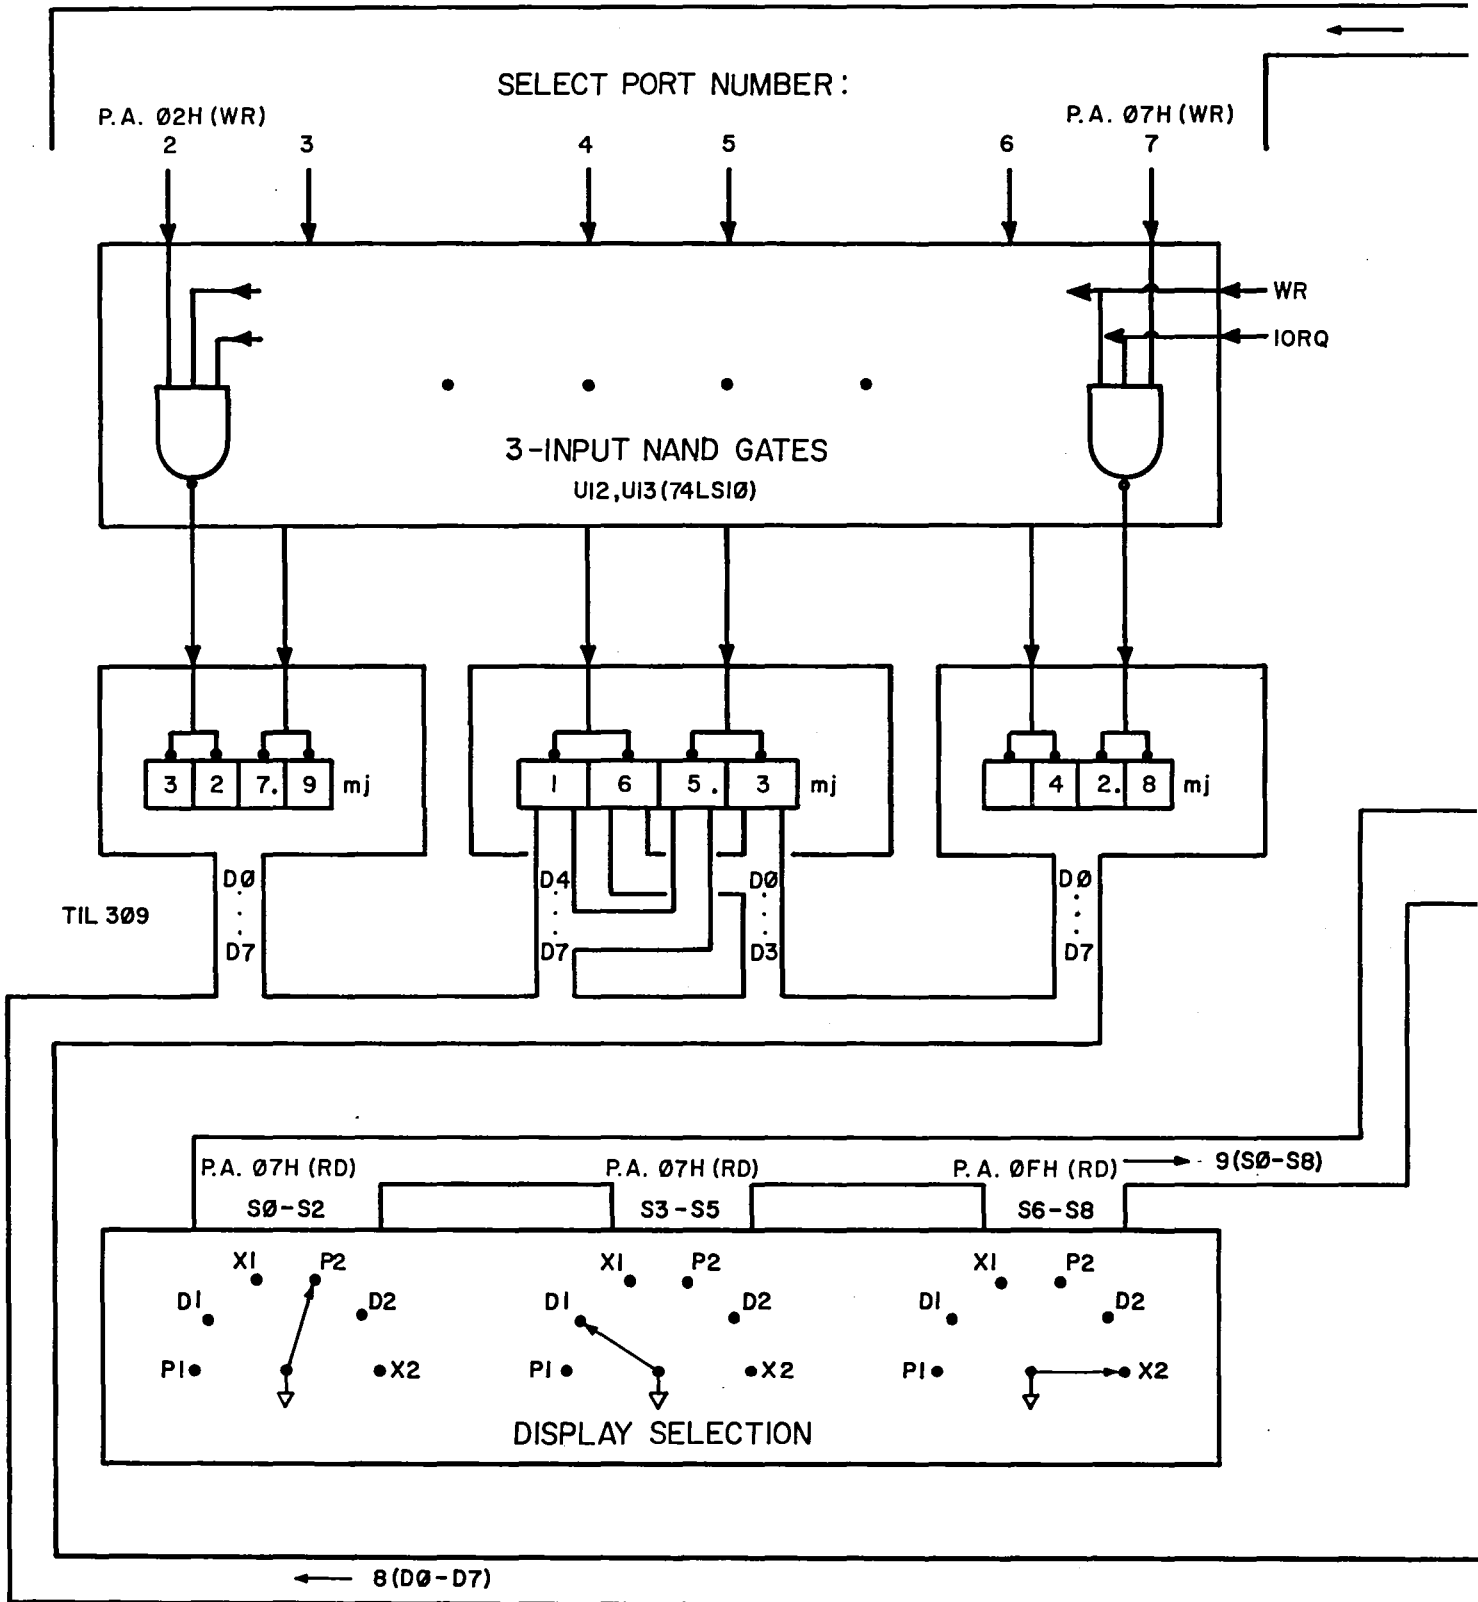 SELECT PORT NUMBER:
P.A. Ø2H (WR)
P.A. Ø7H (WR)
2 3 4 5 6 7
WR
IORQ
3-INPUT NAND GATES
U12,U13(74LS1Ø)
3 2 7. 9 mj
1 6 5. 3 mj
4 2. 8 mj
DØ D4 DØ DØ
TIL 3Ø9
D7 D7 D3 D7
P.A. Ø7H (RD) P.A. Ø7H (RD) P.A. ØFH (RD) 9(SØ-S8)
SØ-S2 S3-S5 S6-S8
X1 P2 X1 P2 X1 P2
D1 D2 D1 D2 D1 D2
P1 X2 P1 X2 P1 X2
DISPLAY SELECTION
8(DØ-D7)